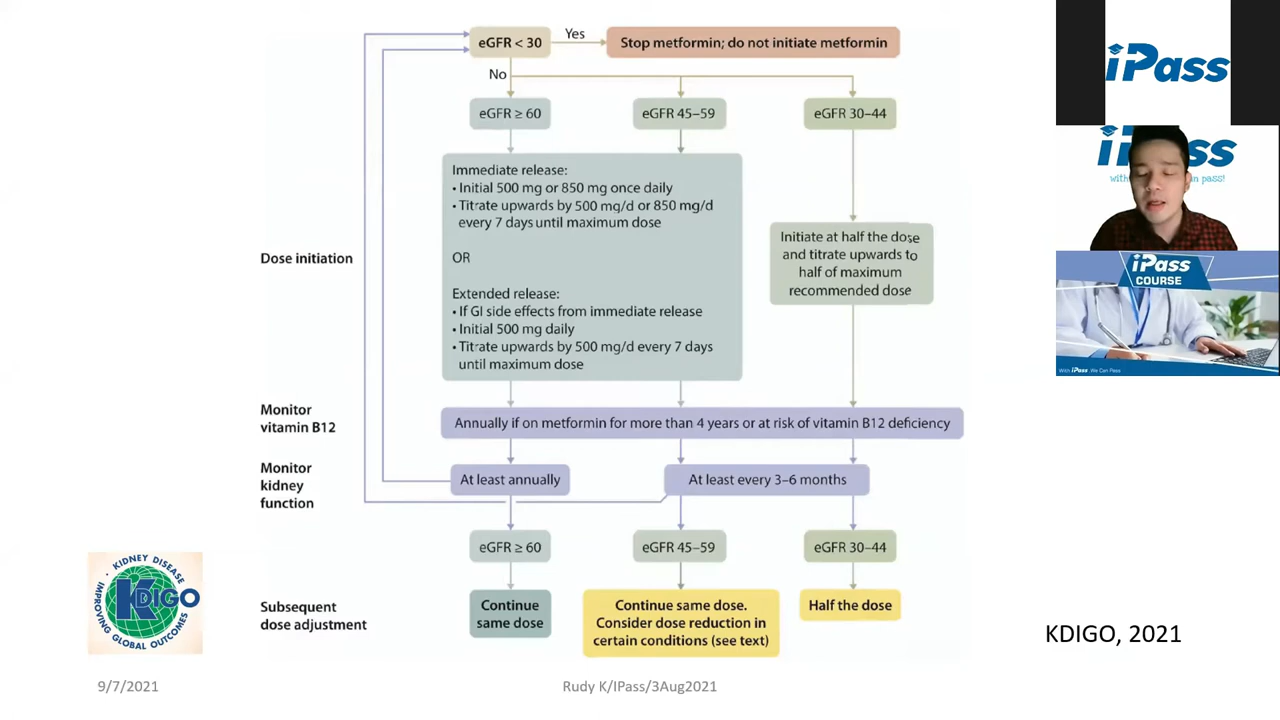 eGFR < 30
Yes
Stop metformin; do not initiate metformin
No
eGFR ≥ 60
eGFR 45–59
eGFR 30–44
Dose initiation
Immediate release:
• Initial 500 mg or 850 mg once daily
• Titrate upwards by 500 mg/d or 850 mg/d
every 7 days until maximum dose
OR
Extended release:
• If GI side effects from immediate release
• Initial 500 mg daily
• Titrate upwards by 500 mg/d every 7 days
until maximum dose
Initiate at half the dose
and titrate upwards to
half of maximum
recommended dose
Monitor
vitamin B12
Annually if on metformin for more than 4 years or at risk of vitamin B12 deficiency
Monitor
kidney
function
At least annually
At least every 3–6 months
eGFR ≥ 60
eGFR 45–59
eGFR 30–44
Subsequent
dose adjustment
Continue
same dose
Continue same dose.
Consider dose reduction in
certain conditions (see text)
Half the dose
KIDNEY DISEASE
KDIGO
IMPROVING GLOBAL OUTCOMES
KDIGO, 2021
9/7/2021
Rudy K/IPass/3Aug2021
iPass
ss
with
n pass!
iPass
COURSE
With iPass, We Can Pass